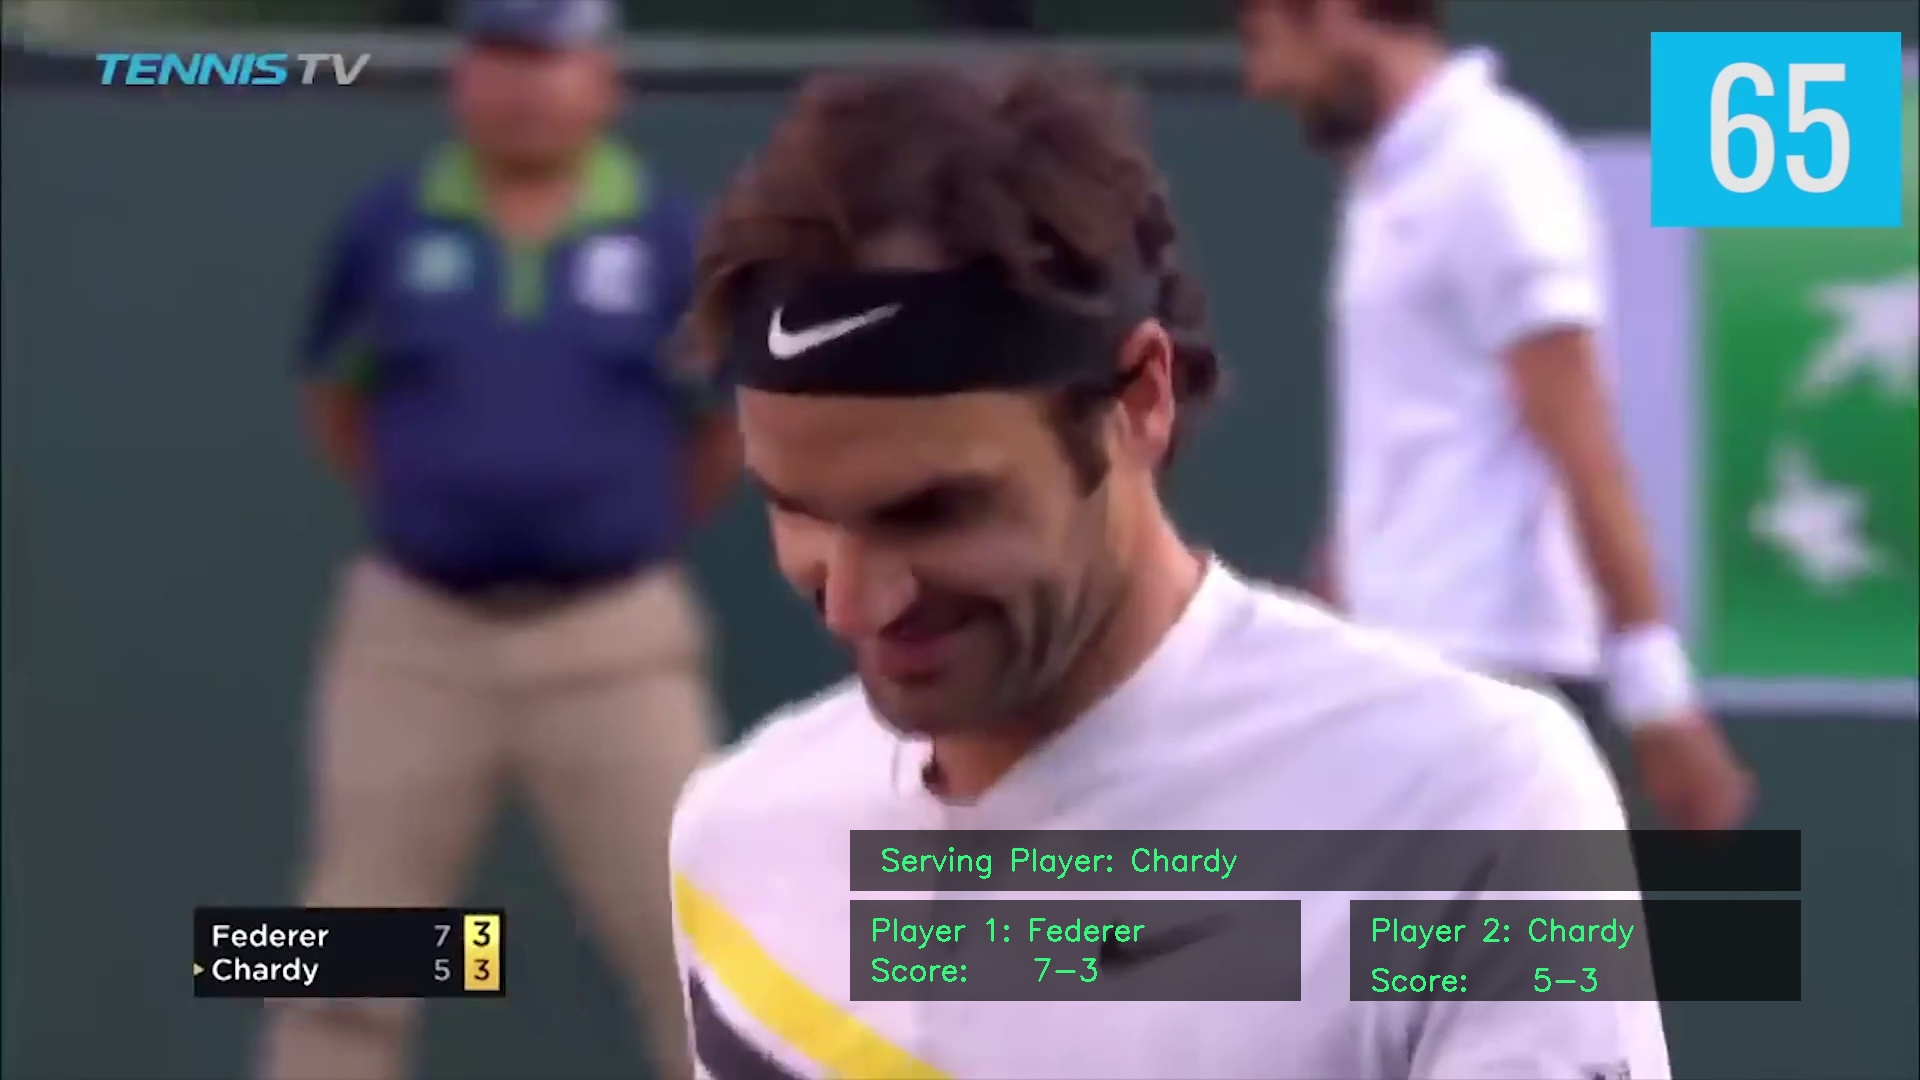 TENNIS TV
65
Serving Player: Chardy
Federer 7 3
Chardy 5 3
Player 1: Federer
Score: 7-3
Player 2: Chardy
Score: 5-3